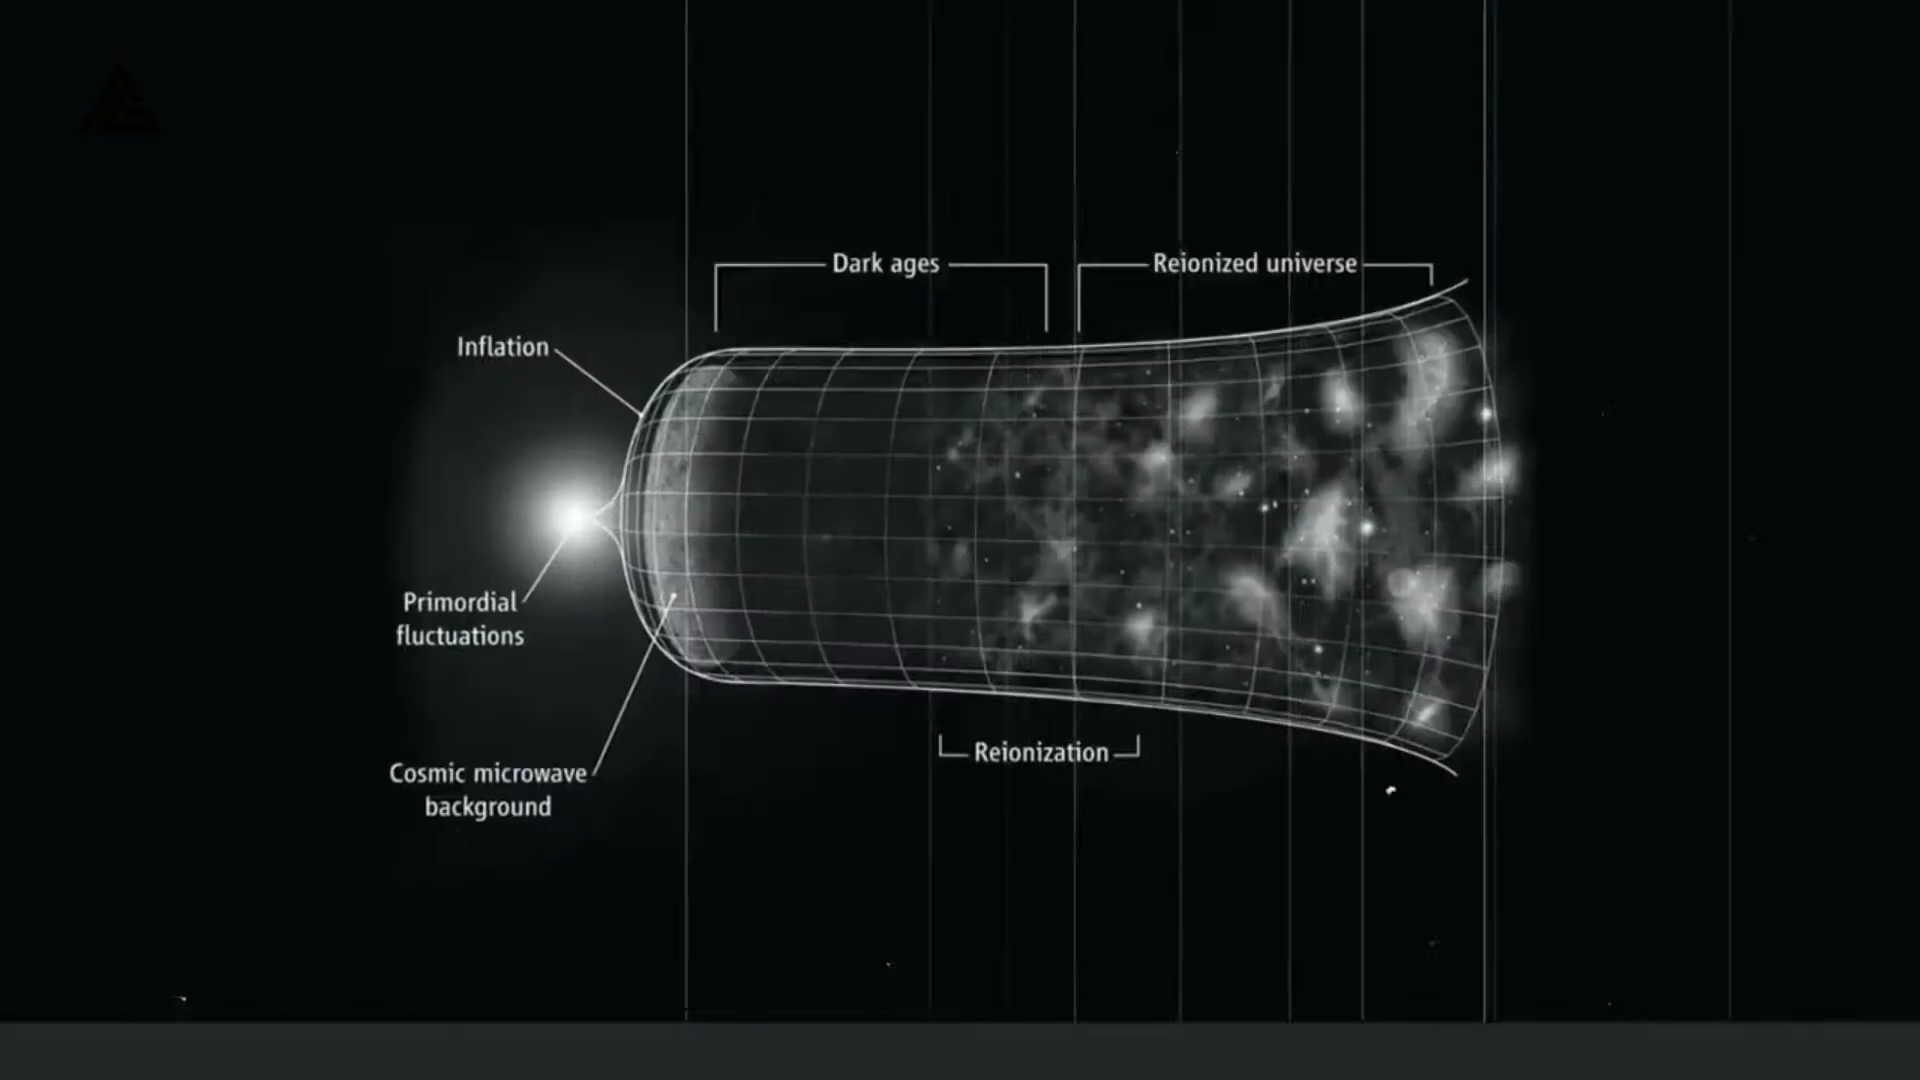 Dark ages
Reionized universe
Inflation
Primordial
fluctuations
Reionization
Cosmic microwave
background